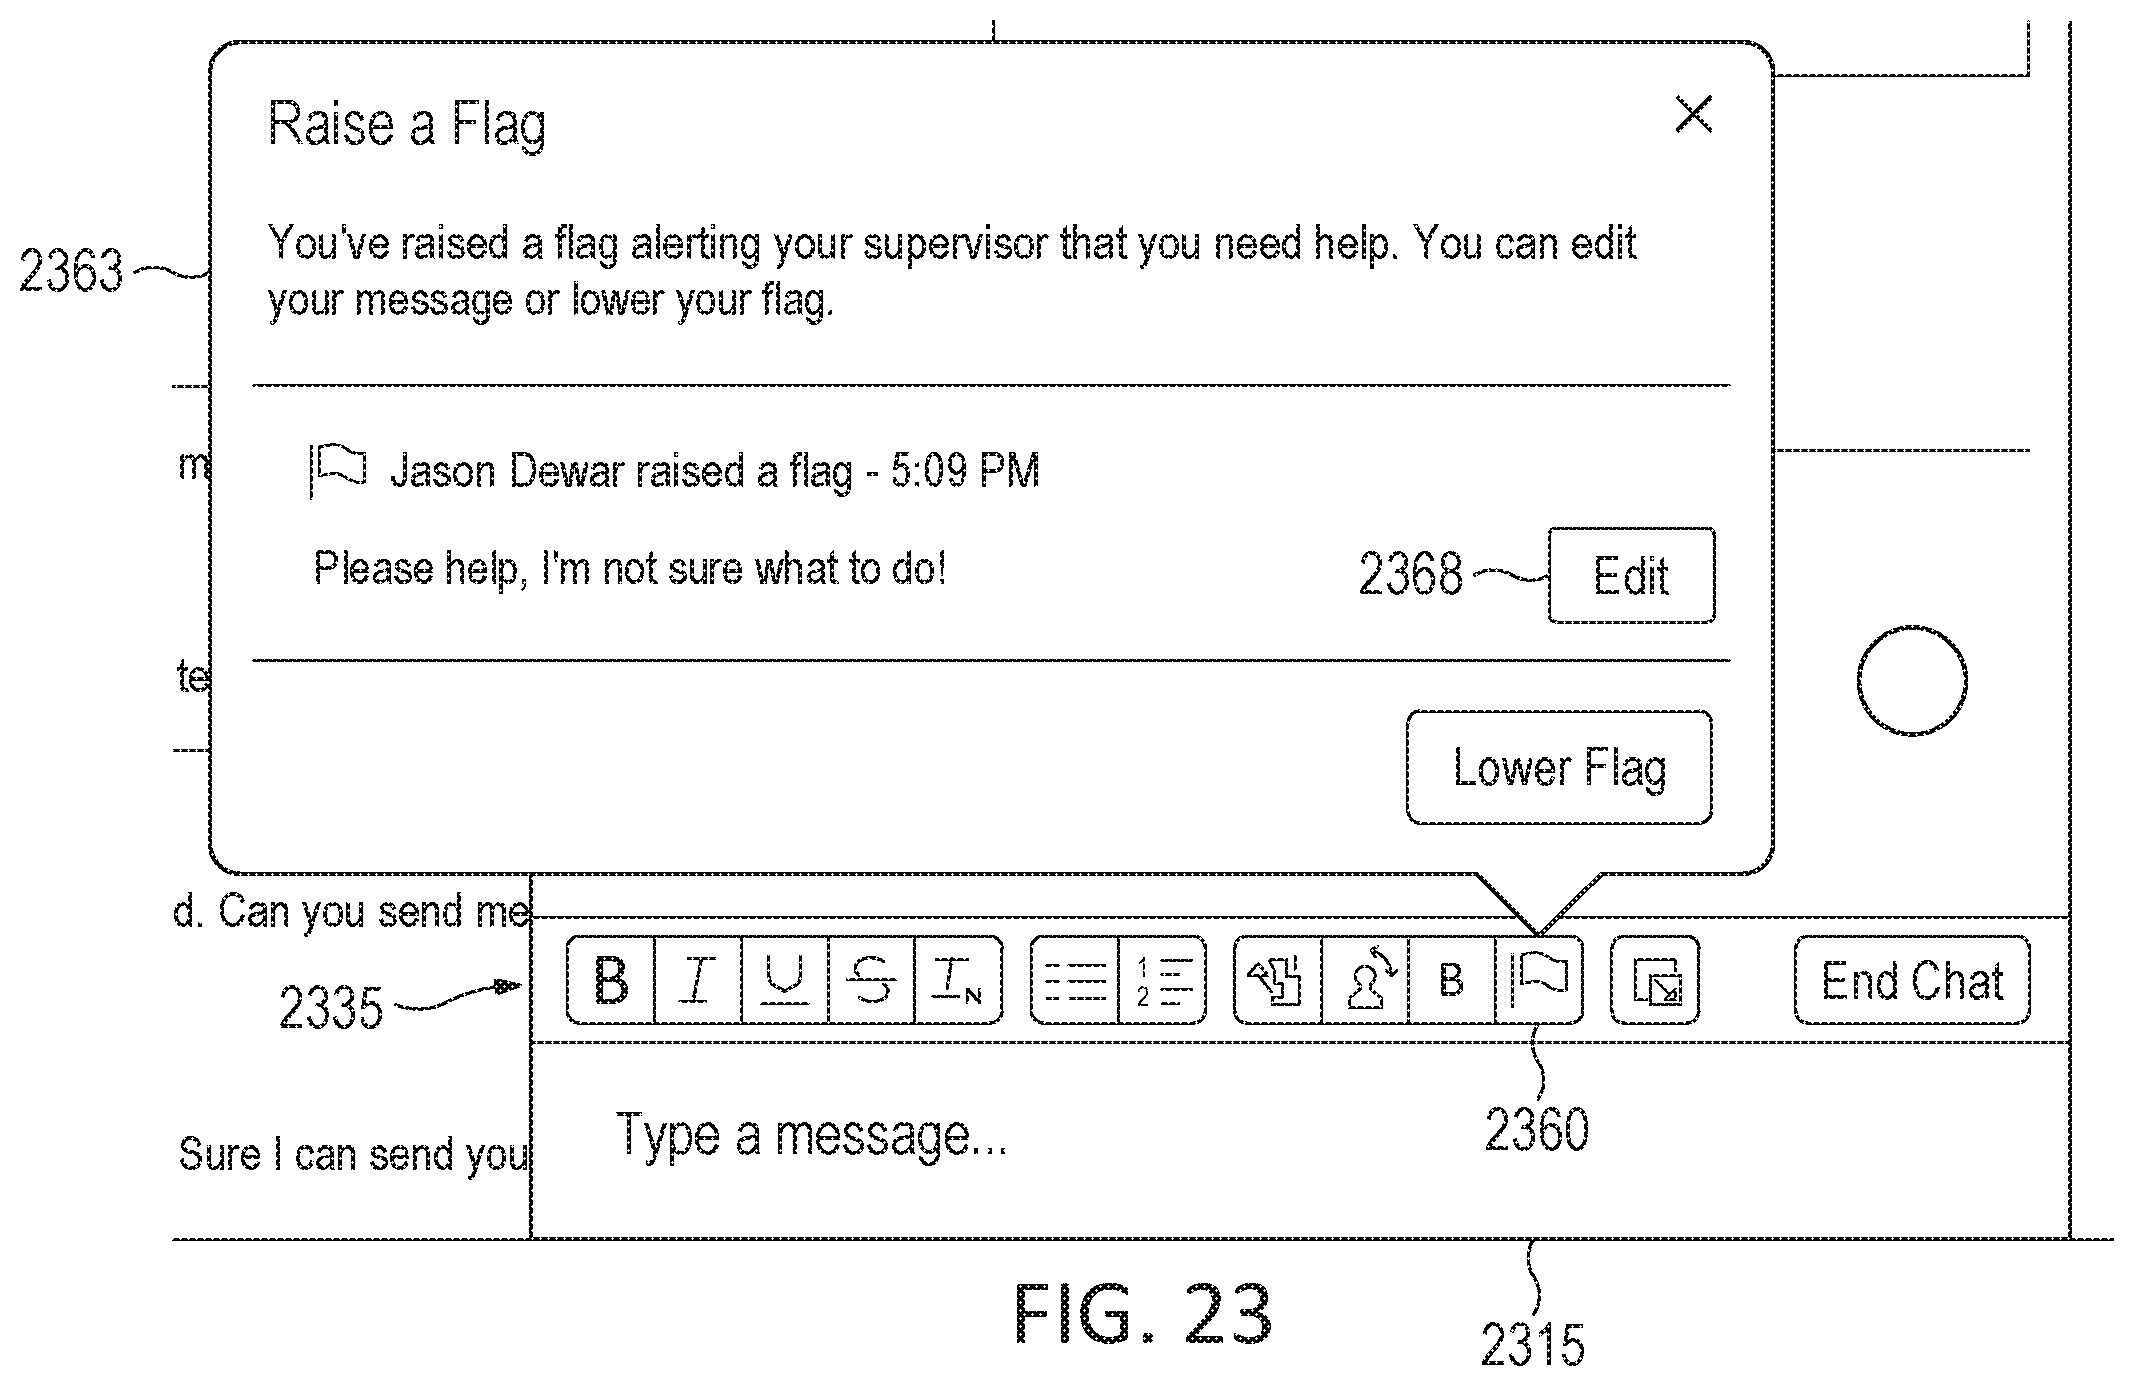 Raise a Flag
2363
You've raised a flag alerting your supervisor that you need help. You can edit
your message or lower your flag.
m
Jason Dewar raised a flag - 5:09 PM
Please help, I'm not sure what to do!
2368
Edit
te
Lower Flag
d. Can you send me
2335
B I U S T N
1
2
B
End Chat
2360
Type a message...
Sure I can send you
FIG. 23
2315